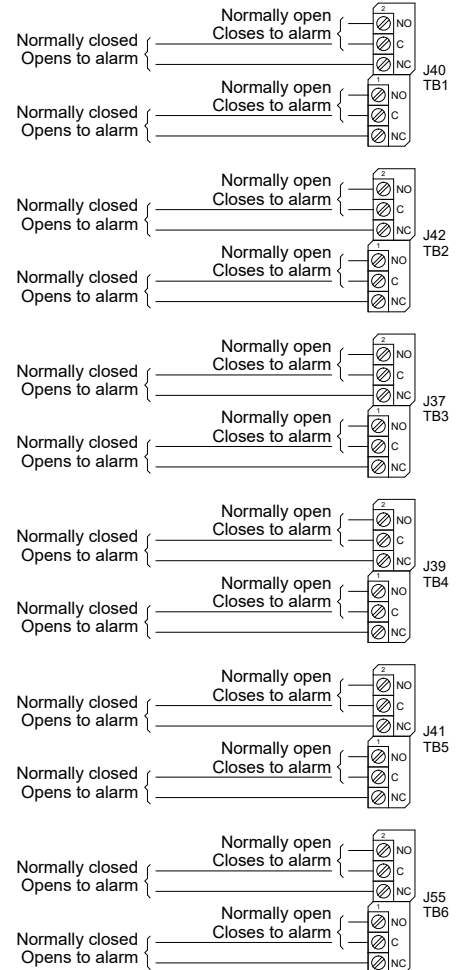 2
Normally open
Closes to alarm
NO
Normally closed
Opens to alarm
C
NC
J40
TB1
1
Normally open
Closes to alarm
NO
Normally closed
Opens to alarm
C
NC
2
Normally open
Closes to alarm
NO
Normally closed
Opens to alarm
C
NC
J42
TB2
1
Normally open
Closes to alarm
NO
Normally closed
Opens to alarm
C
NC
2
Normally open
Closes to alarm
NO
Normally closed
Opens to alarm
C
NC
J37
TB3
1
Normally open
Closes to alarm
NO
Normally closed
Opens to alarm
C
NC
2
Normally open
Closes to alarm
NO
Normally closed
Opens to alarm
C
NC
J39
TB4
1
Normally open
Closes to alarm
NO
Normally closed
Opens to alarm
C
NC
2
Normally open
Closes to alarm
NO
Normally closed
Opens to alarm
C
NC
J41
TB5
1
Normally open
Closes to alarm
NO
Normally closed
Opens to alarm
C
NC
2
Normally open
Closes to alarm
NO
Normally closed
Opens to alarm
C
NC
J55
TB6
1
Normally open
Closes to alarm
NO
Normally closed
Opens to alarm
C
NC